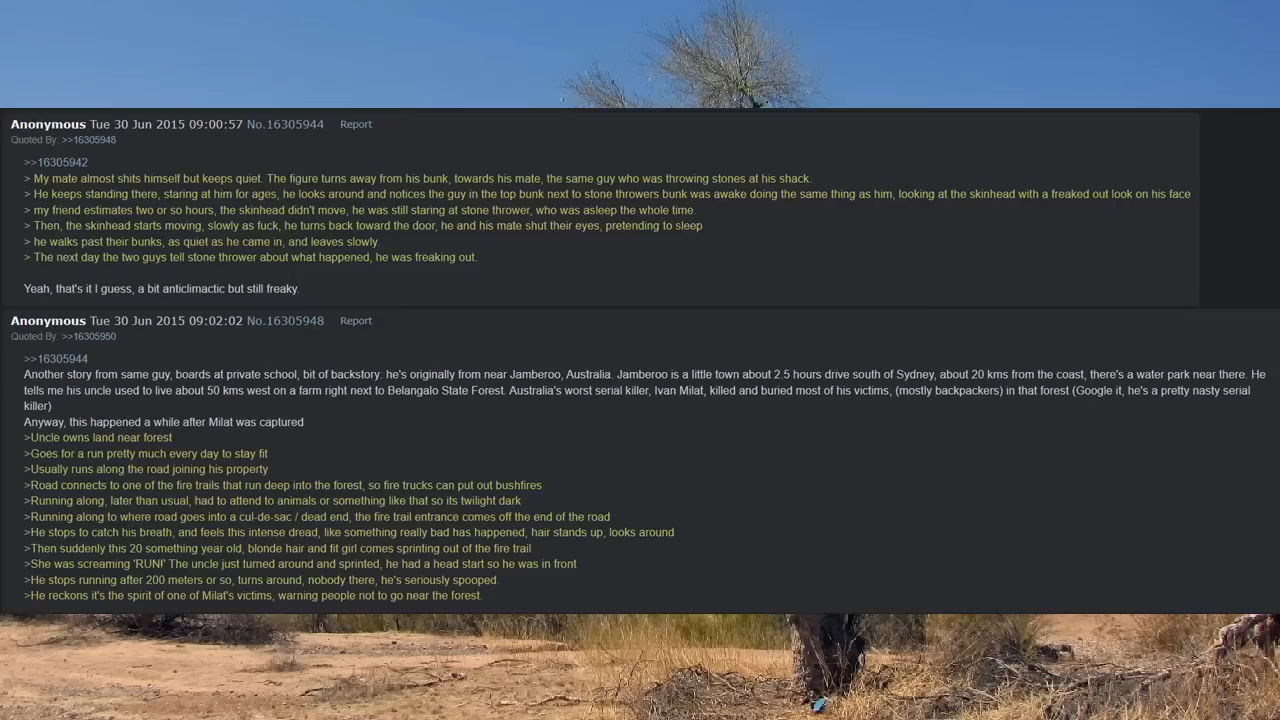 Anonymous Tue 30 Jun 2015 09:00:57 No.16305944 Report
Quoted By: >>16305948
>>16305942
> My mate almost shits himself but keeps quiet. The figure turns away from his bunk, towards his mate, the same guy who was throwing stones at his shack.
> He keeps standing there, staring at him for ages, he looks around and notices the guy in the top bunk next to stone throwers bunk was awake doing the same thing as him, looking at the skinhead with a freaked out look on his face
> my friend estimates two or so hours, the skinhead didn't move, he was still staring at stone thrower, who was asleep the whole time.
> Then, the skinhead starts moving, slowly as fuck, he turns back toward the door, he and his mate shut their eyes, pretending to sleep
> he walks past their bunks, as quiet as he came in, and leaves slowly.
> The next day the two guys tell stone thrower about what happened, he was freaking out.
Yeah, that's it I guess, a bit anticlimactic but still freaky.
Anonymous Tue 30 Jun 2015 09:02:02 No.16305948 Report
Quoted By: >>16305950
>>16305944
Another story from same guy, boards at private school, bit of backstory: he's originally from near Jamberoo, Australia. Jamberoo is a little town about 2.5 hours drive south of Sydney, about 20 kms from the coast, there's a water park near there. He
tells me his uncle used to live about 50 kms west on a farm right next to Belangalo State Forest. Australia's worst serial killer, Ivan Milat, killed and buried most of his victims, (mostly backpackers) in that forest (Google it, he's a pretty nasty serial
killer)
Anyway, this happened a while after Milat was captured
>Uncle owns land near forest
>Goes for a run pretty much every day to stay fit
>Usually runs along the road joining his property
>Road connects to one of the fire trails that run deep into the forest, so fire trucks can put out bushfires
>Running along, later than usual, had to attend to animals or something like that so its twilight dark
>Running along to where road goes into a cul-de-sac / dead end, the fire trail entrance comes off the end of the road
>He stops to catch his breath, and feels this intense dread, like something really bad has happened, hair stands up, looks around
>Then suddenly this 20 something year old, blonde hair and fit girl comes sprinting out of the fire trail
>She was screaming 'RUN!' The uncle just turned around and sprinted, he had a head start so he was in front
>He stops running after 200 meters or so, turns around, nobody there, he's seriously spooped.
>He reckons it's the spirit of one of Milat's victims, warning people not to go near the forest.